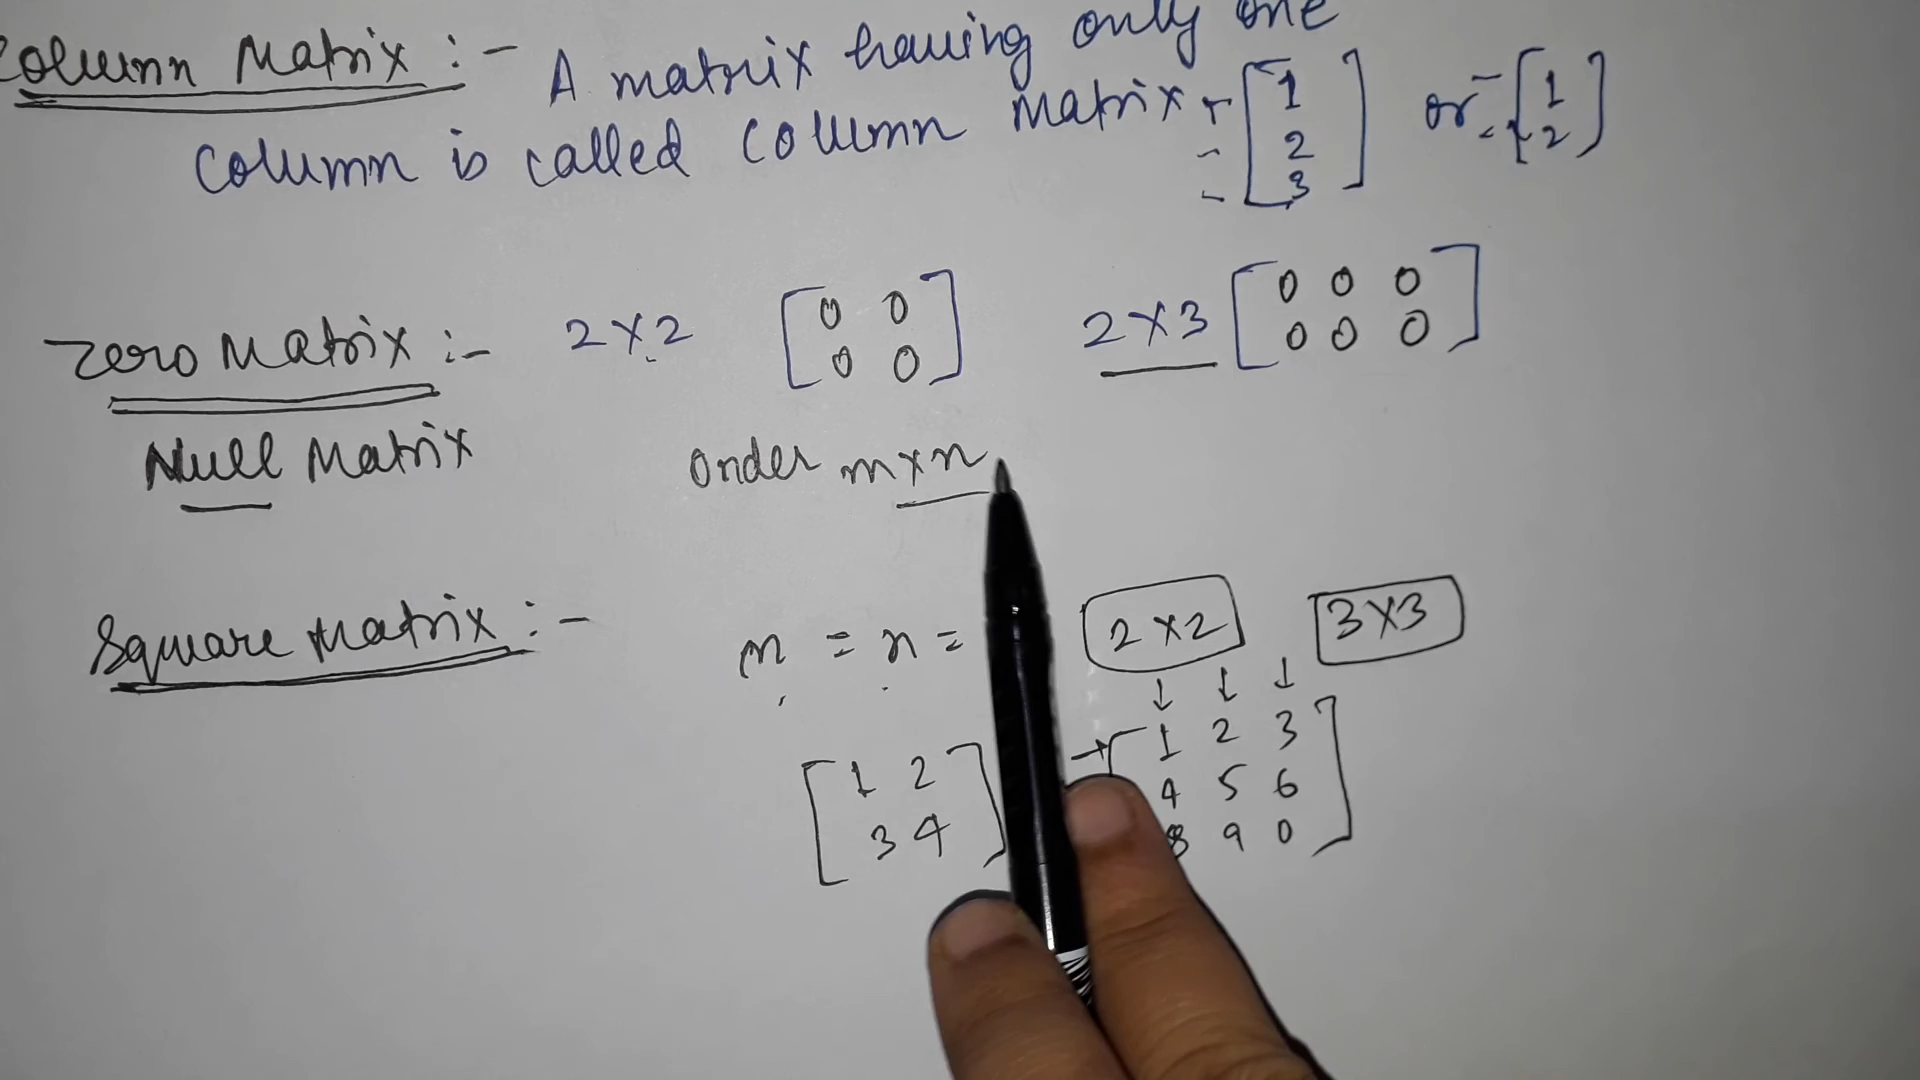 Column Matrix :- A matrix having only one
column is called column matrix [1 2 3] or [1 2]
Zero Matrix :- 2×2 [0 0 0 0] 2×3 [0 0 0 0 0 0]
Null Matrix
Order m×n
Square Matrix :- m = n = 2×2 3×3
[1 2 [1 2 3
3 4] 4 5 6
8 9 0]